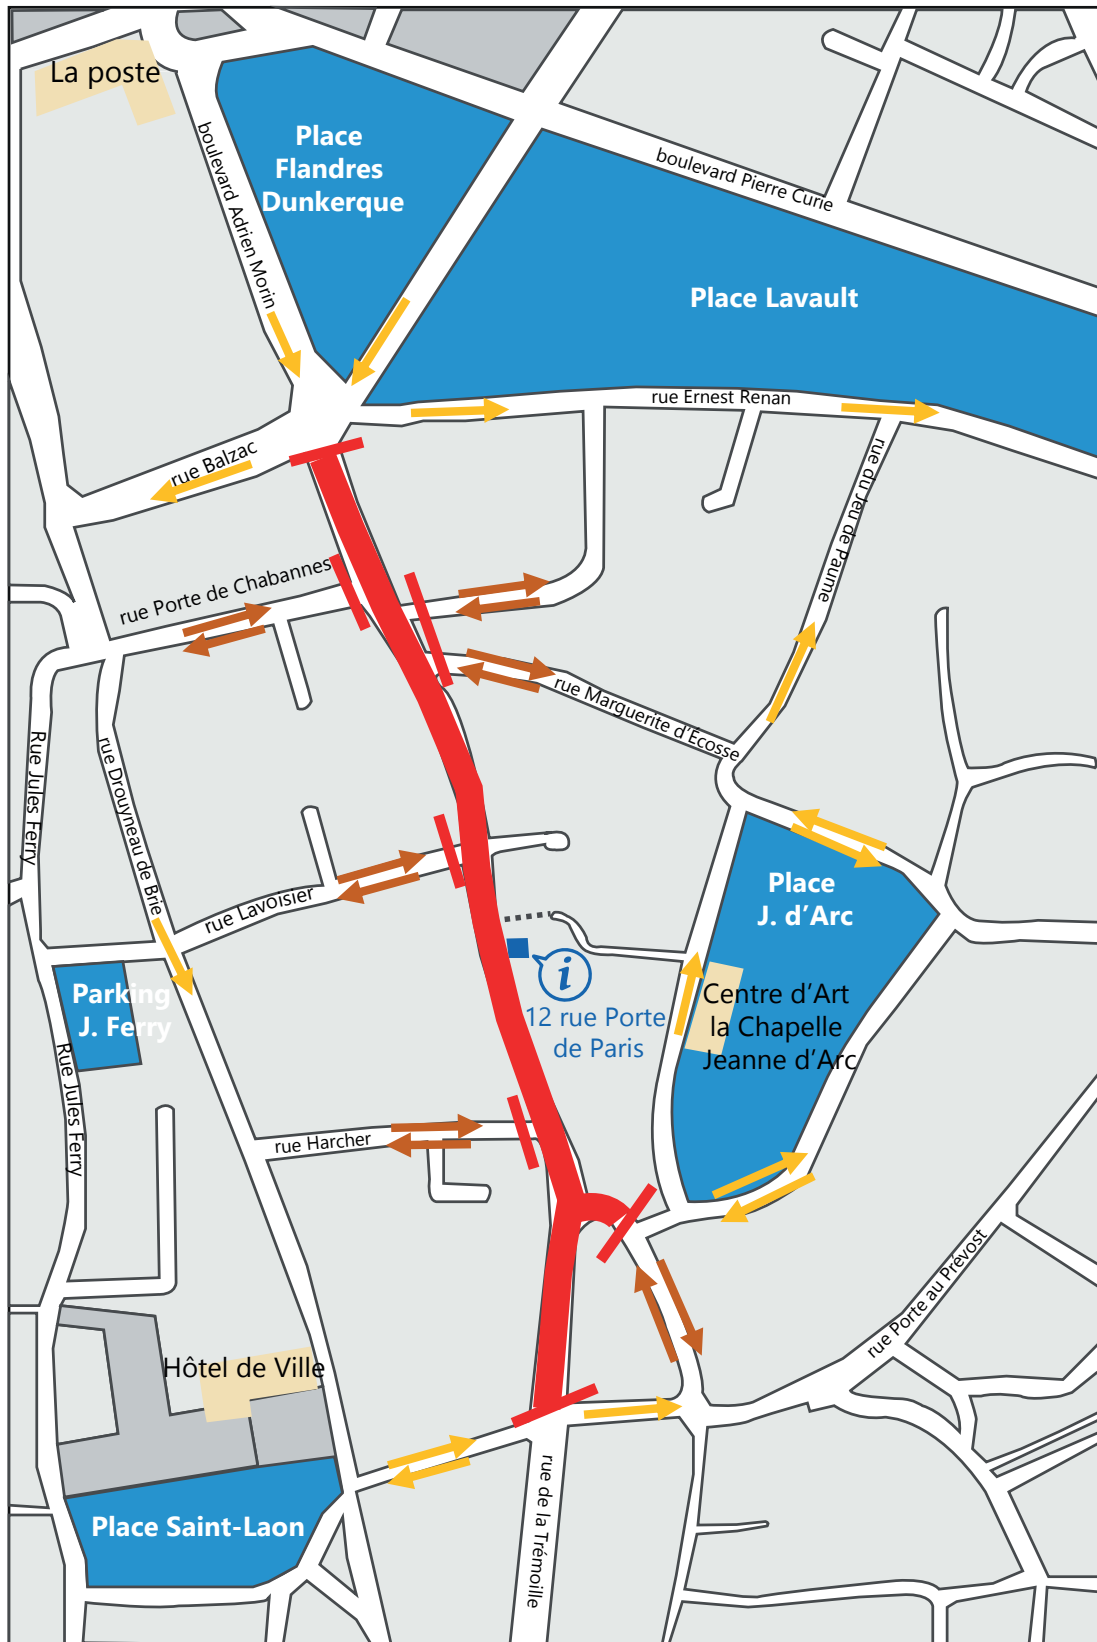 La poste
Place
Flandres
Dunkerque
boulevard Adrien Morin
boulevard Pierre Curie
Place Lavault
rue Ernest Renan
rue Balzac
rue du Jeu de Paume
rue Porte de Chabannes
rue Marguerite d'Ecosse
Rue Jules Ferry
rue Drouyneau de Brie
rue Lavoisier
Place
J. d'Arc
i
12 rue Porte
de Paris
Centre d'Art
la Chapelle
Jeanne d'Arc
Parking
J. Ferry
Rue Jules Ferry
rue Harcher
rue Porte au Prévost
Hôtel de Ville
rue de la Trémoille
Place Saint-Laon